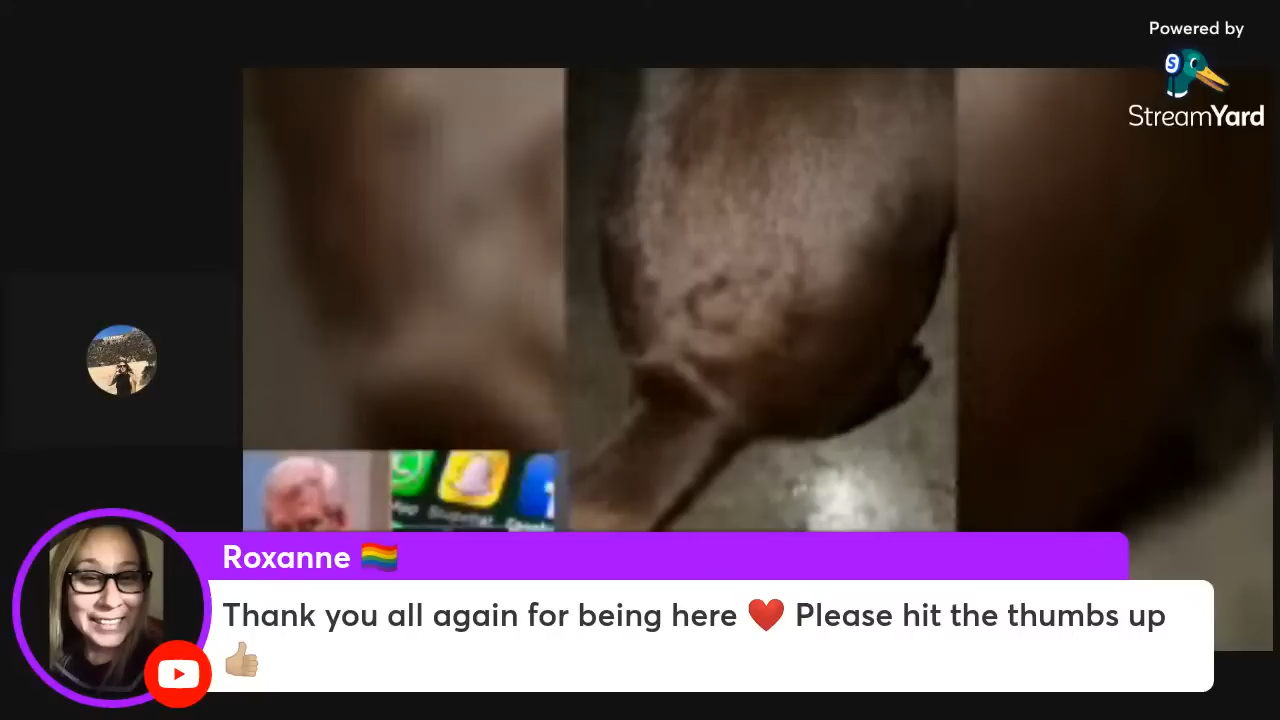 Powered by
StreamYard
Roxanne 🏳️‍🌈
Thank you all again for being here ❤️ Please hit the thumbs up
👍🏼